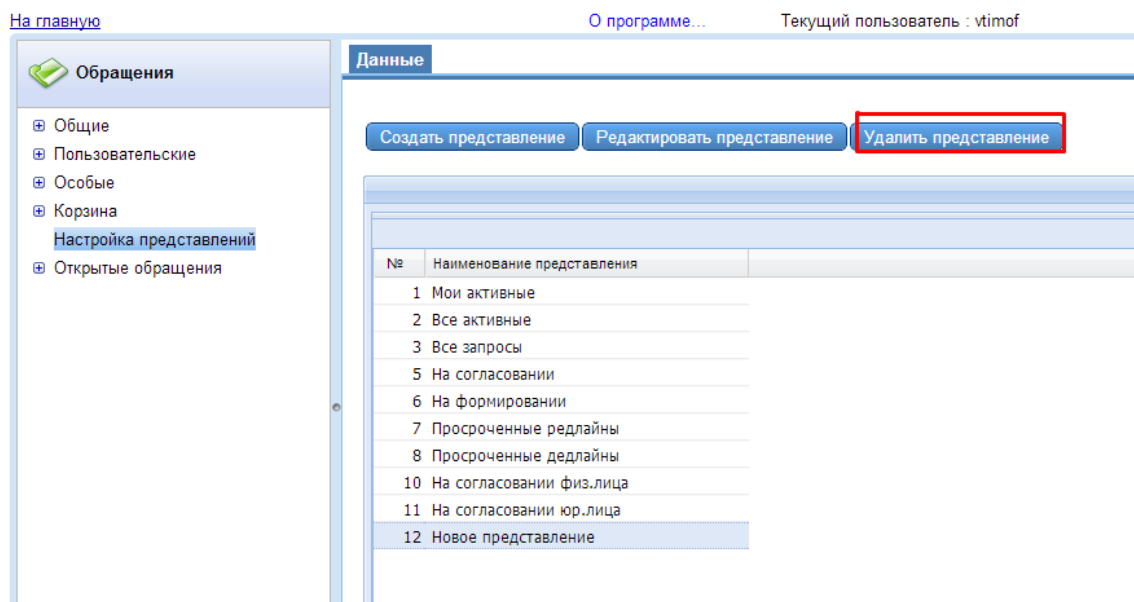 На главную О программе... Текущий пользователь : vtimof
Обращения
Данные
Общие
Пользовательские
Особые
Корзина
Настройка представлений
Открытые обращения
Создать представление Редактировать представление Удалить представление
№ Наименование представления
1 Мои активные
2 Все активные
3 Все запросы
5 На согласовании
6 На формировании
7 Просроченные редлайны
8 Просроченные дедлайны
10 На согласовании физ.лица
11 На согласовании юр.лица
12 Новое представление